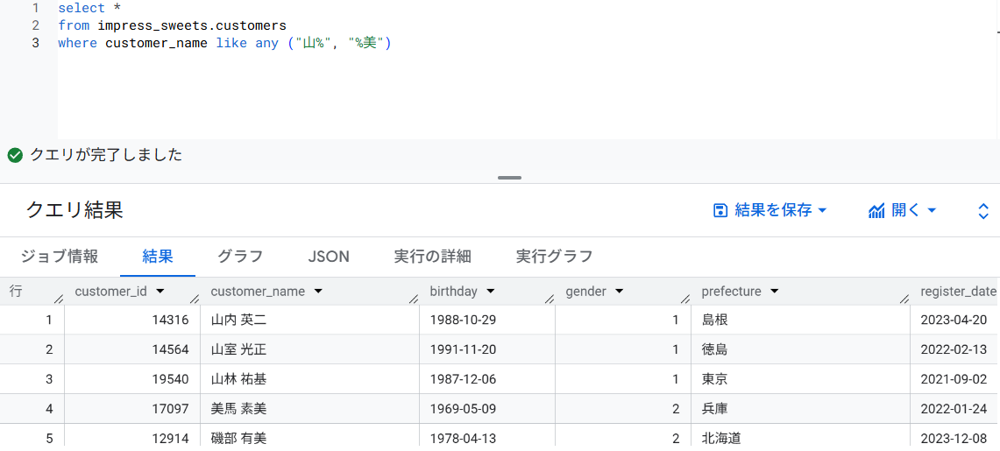 1 select *
2 from impress_sweets.customers
3 where customer_name like any ("山%", "%美")
クエリが完了しました
クエリ結果 結果を保存 開く
ジョブ情報 結果 グラフ JSON 実行の詳細 実行グラフ
行 customer_id customer_name birthday gender prefecture register_date
1 14316 山内 英二 1988-10-29 1 島根 2023-04-20
2 14564 山室 光正 1991-11-20 1 徳島 2022-02-13
3 19540 山林 祐基 1987-12-06 1 東京 2021-09-02
4 17097 美馬 素美 1969-05-09 2 兵庫 2022-01-24
5 12914 磯部 有美 1978-04-13 2 北海道 2023-12-08